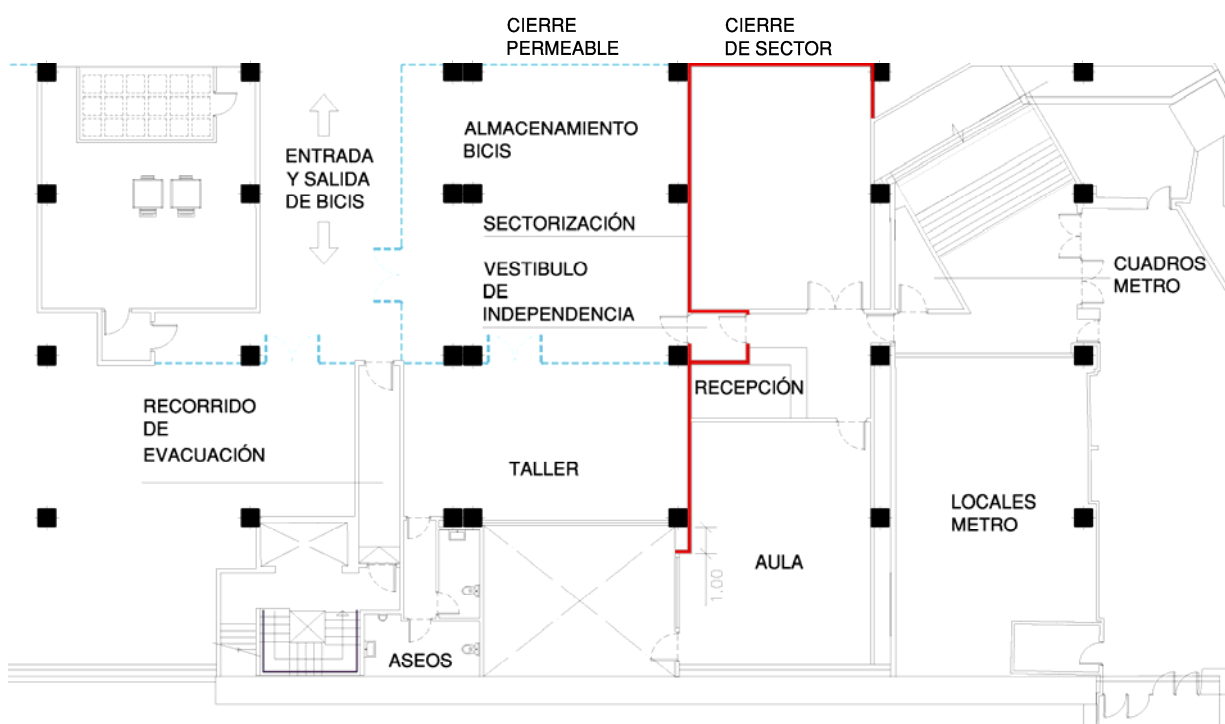 CIERRE
PERMEABLE
CIERRE
DE SECTOR
ENTRADA
Y SALIDA
DE BICIS
ALMACENAMIENTO
BICIS
SECTORIZACIÓN
VESTIBULO
DE
INDEPENDENCIA
CUADROS
METRO
RECORRIDO
DE
EVACUACIÓN
RECEPCIÓN
TALLER
LOCALES
METRO
AULA
1.00
ASEOS